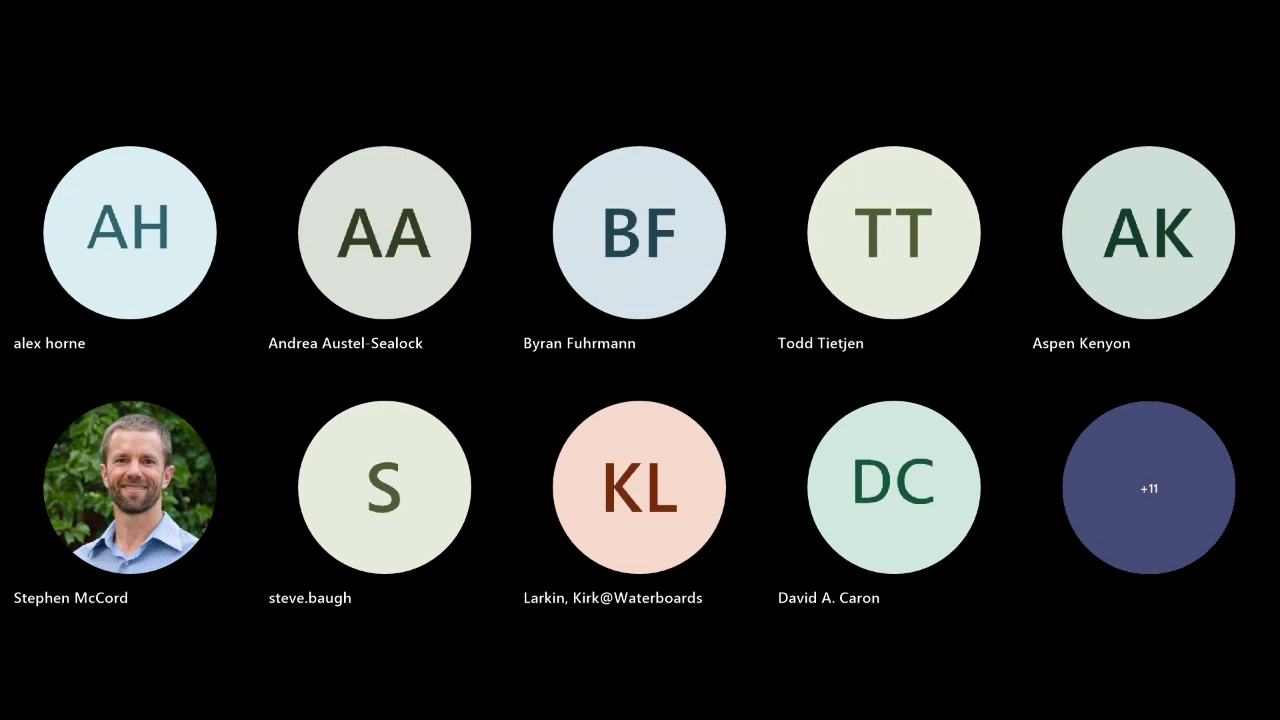 AH
AA
BF
TT
AK
alex horne
Andrea Austel-Sealock
Byran Fuhrmann
Todd Tietjen
Aspen Kenyon
S
KL
DC
+11
Stephen McCord
steve.baugh
Larkin, Kirk@Waterboards
David A. Caron